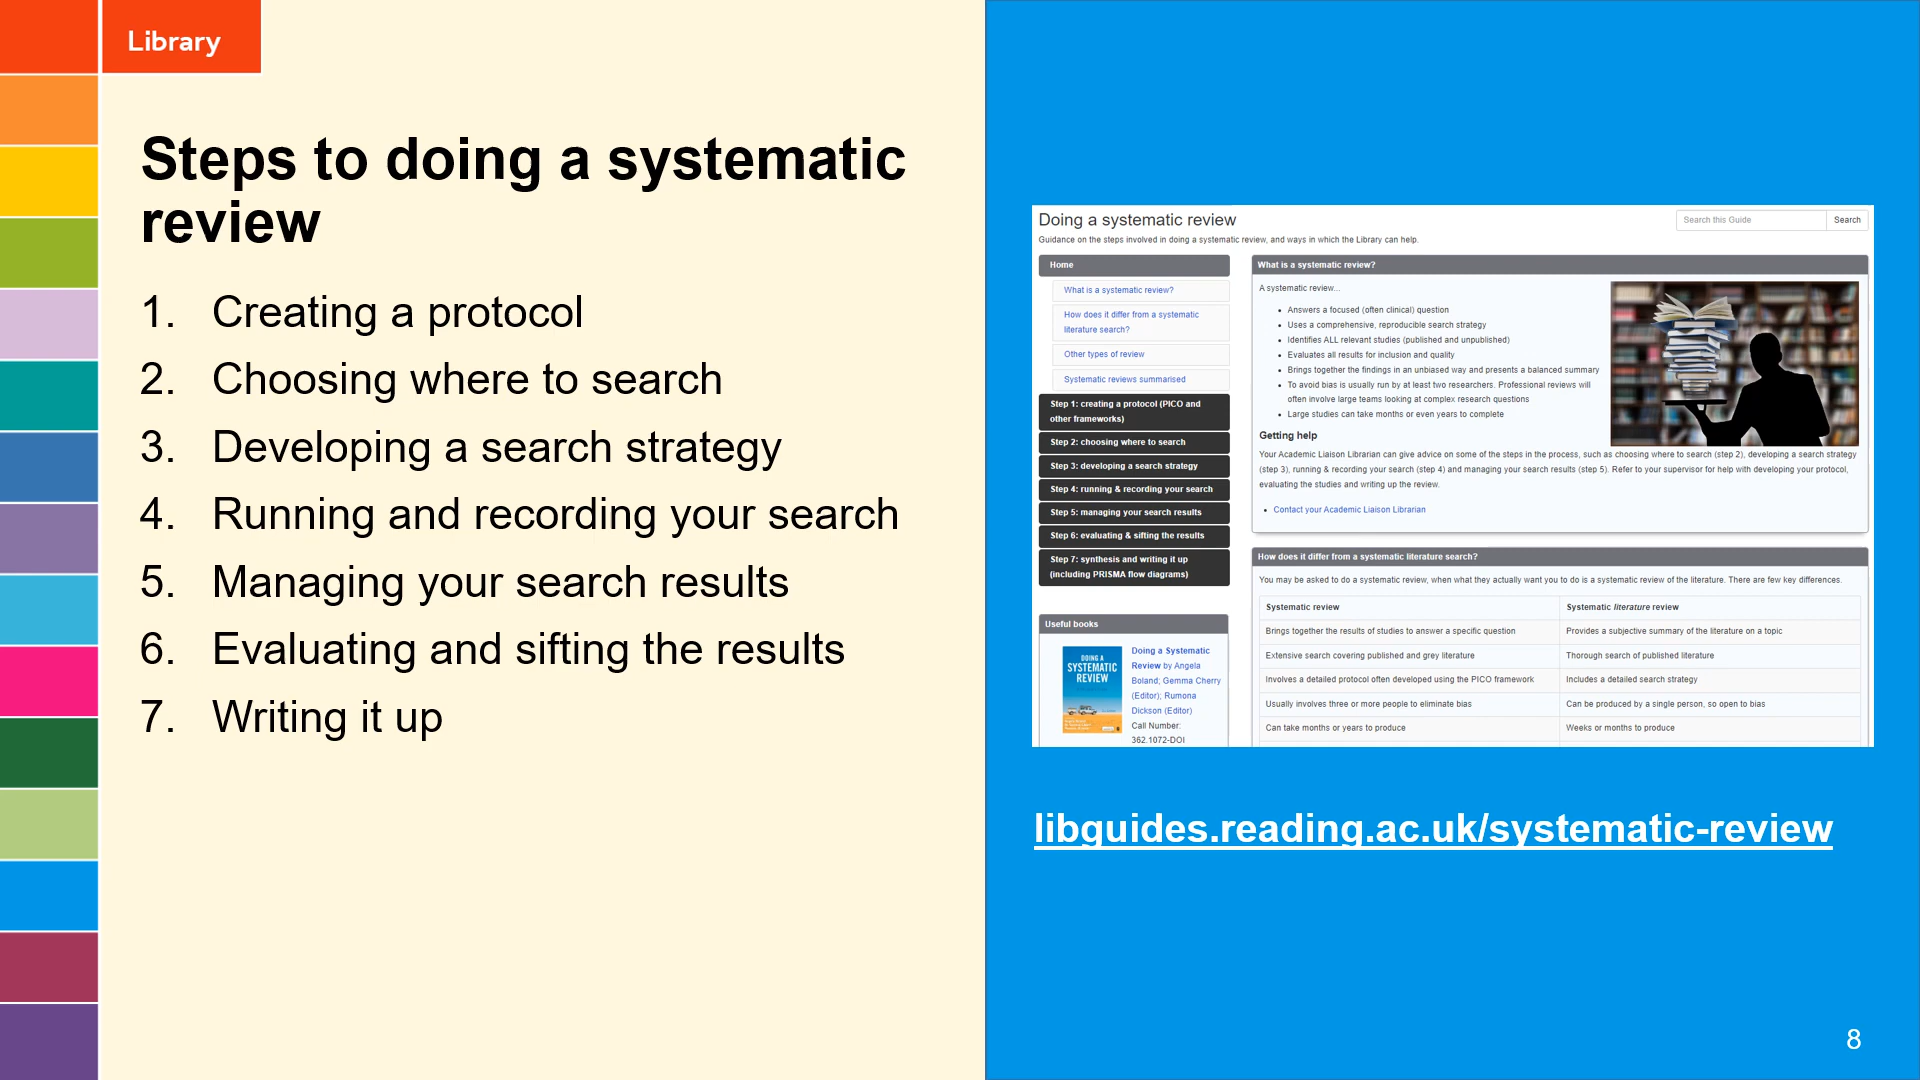 Library
Steps to doing a systematic
review
1. Creating a protocol
2. Choosing where to search
3. Developing a search strategy
4. Running and recording your search
5. Managing your search results
6. Evaluating and sifting the results
7. Writing it up
Doing a systematic review
Search this Guide Search
Guidance on the steps involved in doing a systematic review, and ways in which the Library can help.
Home
What is a systematic review?
How does it differ from a systematic
literature search?
Other types of review
Systematic reviews summarised
Step 1: creating a protocol (PICO and
other frameworks)
Step 2: choosing where to search
Step 3: developing a search strategy
Step 4: running & recording your search
Step 5: managing your search results
Step 6: evaluating & sifting the results
Step 7: synthesis and writing it up
(including PRISMA flow diagrams)
Useful books
DOING A
SYSTEMATIC
REVIEW
Doing a Systematic
Review by Angela
Boland; Gemma Cherry
(Editor); Rumona
Dickson (Editor)
Call Number:
362.1072-DOI
What is a systematic review?
A systematic review...
• Answers a focused (often clinical) question
• Uses a comprehensive, reproducible search strategy
• Identifies ALL relevant studies (published and unpublished)
• Evaluates all results for inclusion and quality
• Brings together the findings in an unbiased way and presents a balanced summary
• To avoid bias is usually run by at least two researchers. Professional reviews will
often involve large teams looking at complex research questions
• Large studies can take months or even years to complete
Getting help
Your Academic Liaison Librarian can give advice on some of the steps in the process, such as choosing where to search (step 2), developing a search strategy
(step 3), running & recording your search (step 4) and managing your search results (step 5). Refer to your supervisor for help with developing your protocol,
evaluating the studies and writing up the review.
• Contact your Academic Liaison Librarian
How does it differ from a systematic literature search?
You may be asked to do a systematic review, when what they actually want you to do is a systematic review of the literature. There are few key differences.
Systematic review Systematic literature review
Brings together the results of studies to answer a specific question Provides a subjective summary of the literature on a topic
Extensive search covering published and grey literature Thorough search of published literature
Involves a detailed protocol often developed using the PICO framework Includes a detailed search strategy
Usually involves three or more people to eliminate bias Can be produced by a single person, so open to bias
Can take months or years to produce Weeks or months to produce
libguides.reading.ac.uk/systematic-review
8